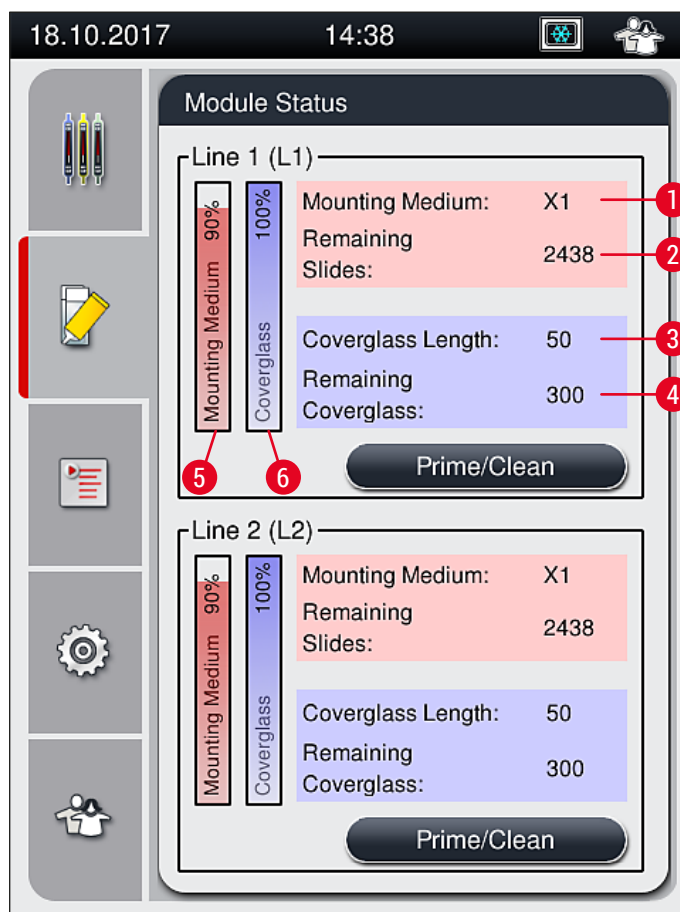 18.10.2017 14:38
Module Status
Line 1 (L1)
90%
Mounting Medium
100%
Coverglass
Mounting Medium: X1
1
Remaining
Slides: 2438
2
Coverglass Length: 50
3
Remaining
Coverglass: 300
4
5
6
Prime/Clean
Line 2 (L2)
90%
Mounting Medium
100%
Coverglass
Mounting Medium: X1
Remaining
Slides: 2438
Coverglass Length: 50
Remaining
Coverglass: 300
Prime/Clean